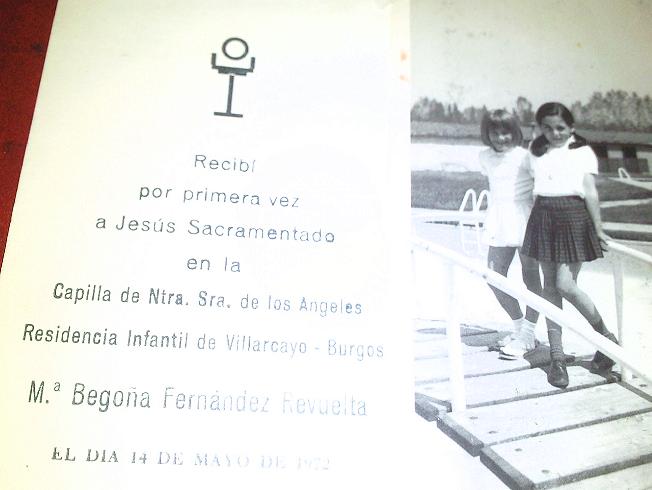 Recibí
por primera vez
a Jesús Sacramentado
en la
Capilla de Ntra. Sra. de los Angeles
Residencia Infantil de Villarcayo - Burgos
M.ª Begoña Fernández Revuelta
EL DIA 14 DE MAYO DE 1972